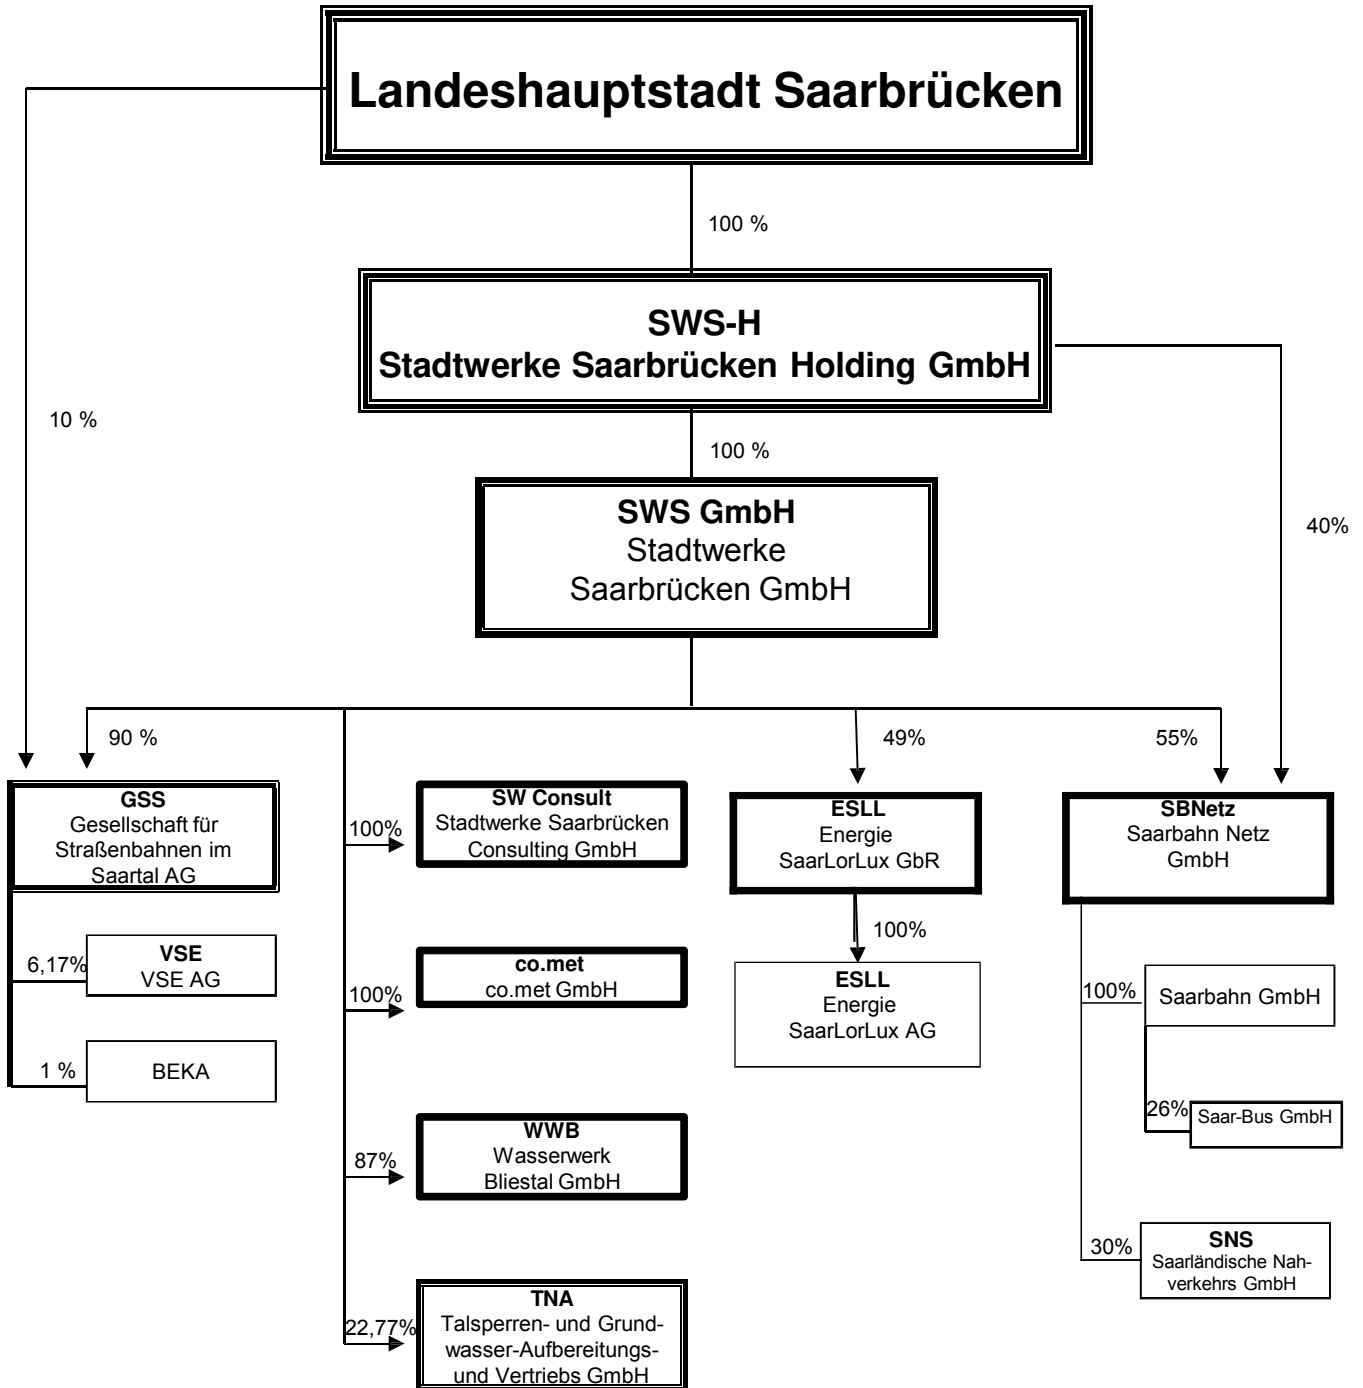 Landeshauptstadt Saarbrücken
100 %
SWS-H
Stadtwerke Saarbrücken Holding GmbH
10 %
100 %
SWS GmbH
Stadtwerke
Saarbrücken GmbH
40%
90 %
49%
55%
GSS
Gesellschaft für
Straßenbahnen im
Saartal AG
6,17%
VSE
VSE AG
1 %
BEKA
100%
SW Consult
Stadtwerke Saarbrücken
Consulting GmbH
100%
co.met
co.met GmbH
87%
WWB
Wasserwerk
Bliestal GmbH
22,77%
TNA
Talsperren- und Grund-
wasser-Aufbereitungs-
und Vertriebs GmbH
ESLL
Energie
SaarLorLux GbR
100%
ESLL
Energie
SaarLorLux AG
SBNetz
Saarbahn Netz
GmbH
100%
Saarbahn GmbH
26%
Saar-Bus GmbH
30%
SNS
Saarländische Nah-
verkehrs GmbH